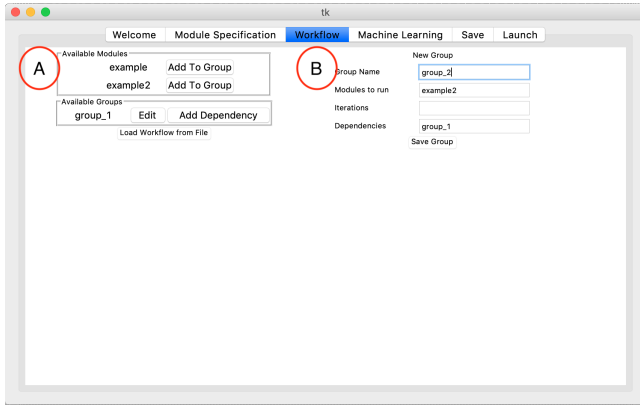 tk
Welcome Module Specification Workflow Machine Learning Save Launch
A
Available Modules
example Add To Group
example2 Add To Group
Available Groups
group_1 Edit Add Dependency
Load Workflow from File
B
New Group
Group Name group_2
Modules to run example2
Iterations
Dependencies group_1
Save Group